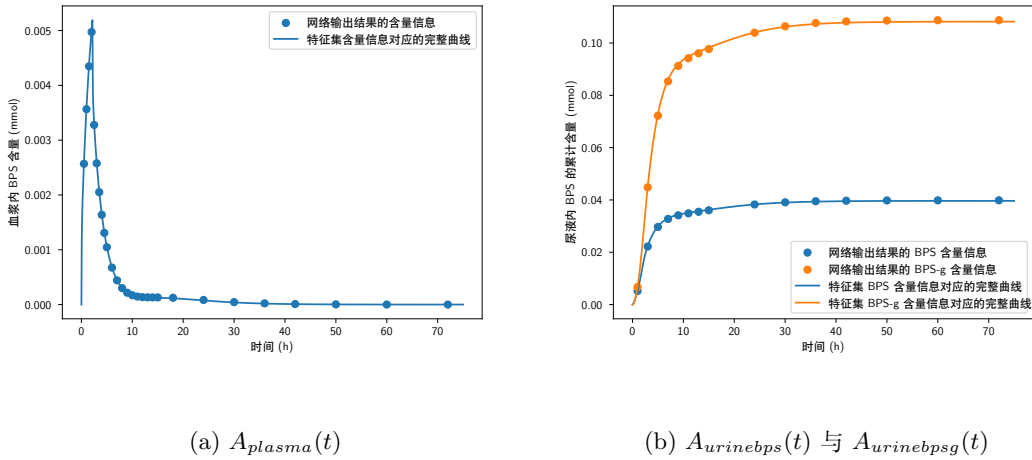 网络输出结果的含量信息
特征集含量信息对应的完整曲线
血浆内 BPS 含量 (mmol)
0.005
0.004
0.003
0.002
0.001
0.000
0 10 20 30 40 50 60 70
时间 (h)
(a) A_{plasma}(t)
尿液内 BPS 的累计含量 (mmol)
0.10
0.08
0.06
0.04
0.02
0.00
网络输出结果的 BPS 含量信息
网络输出结果的 BPS-g 含量信息
特征集 BPS 含量信息对应的完整曲线
特征集 BPS-g 含量信息对应的完整曲线
0 10 20 30 40 50 60 70
时间 (h)
(b) A_{urinebps}(t) 与 A_{urinebpsg}(t)